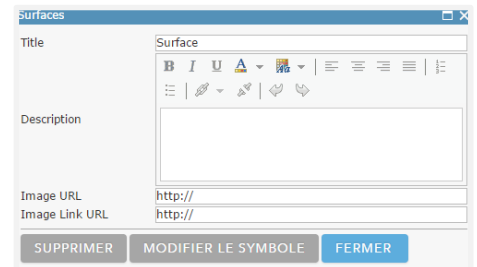 Surfaces
Title Surface
B I U A
Description
Image URL http://
Image Link URL http://
SUPPRIMER MODIFIER LE SYMBOLE FERMER